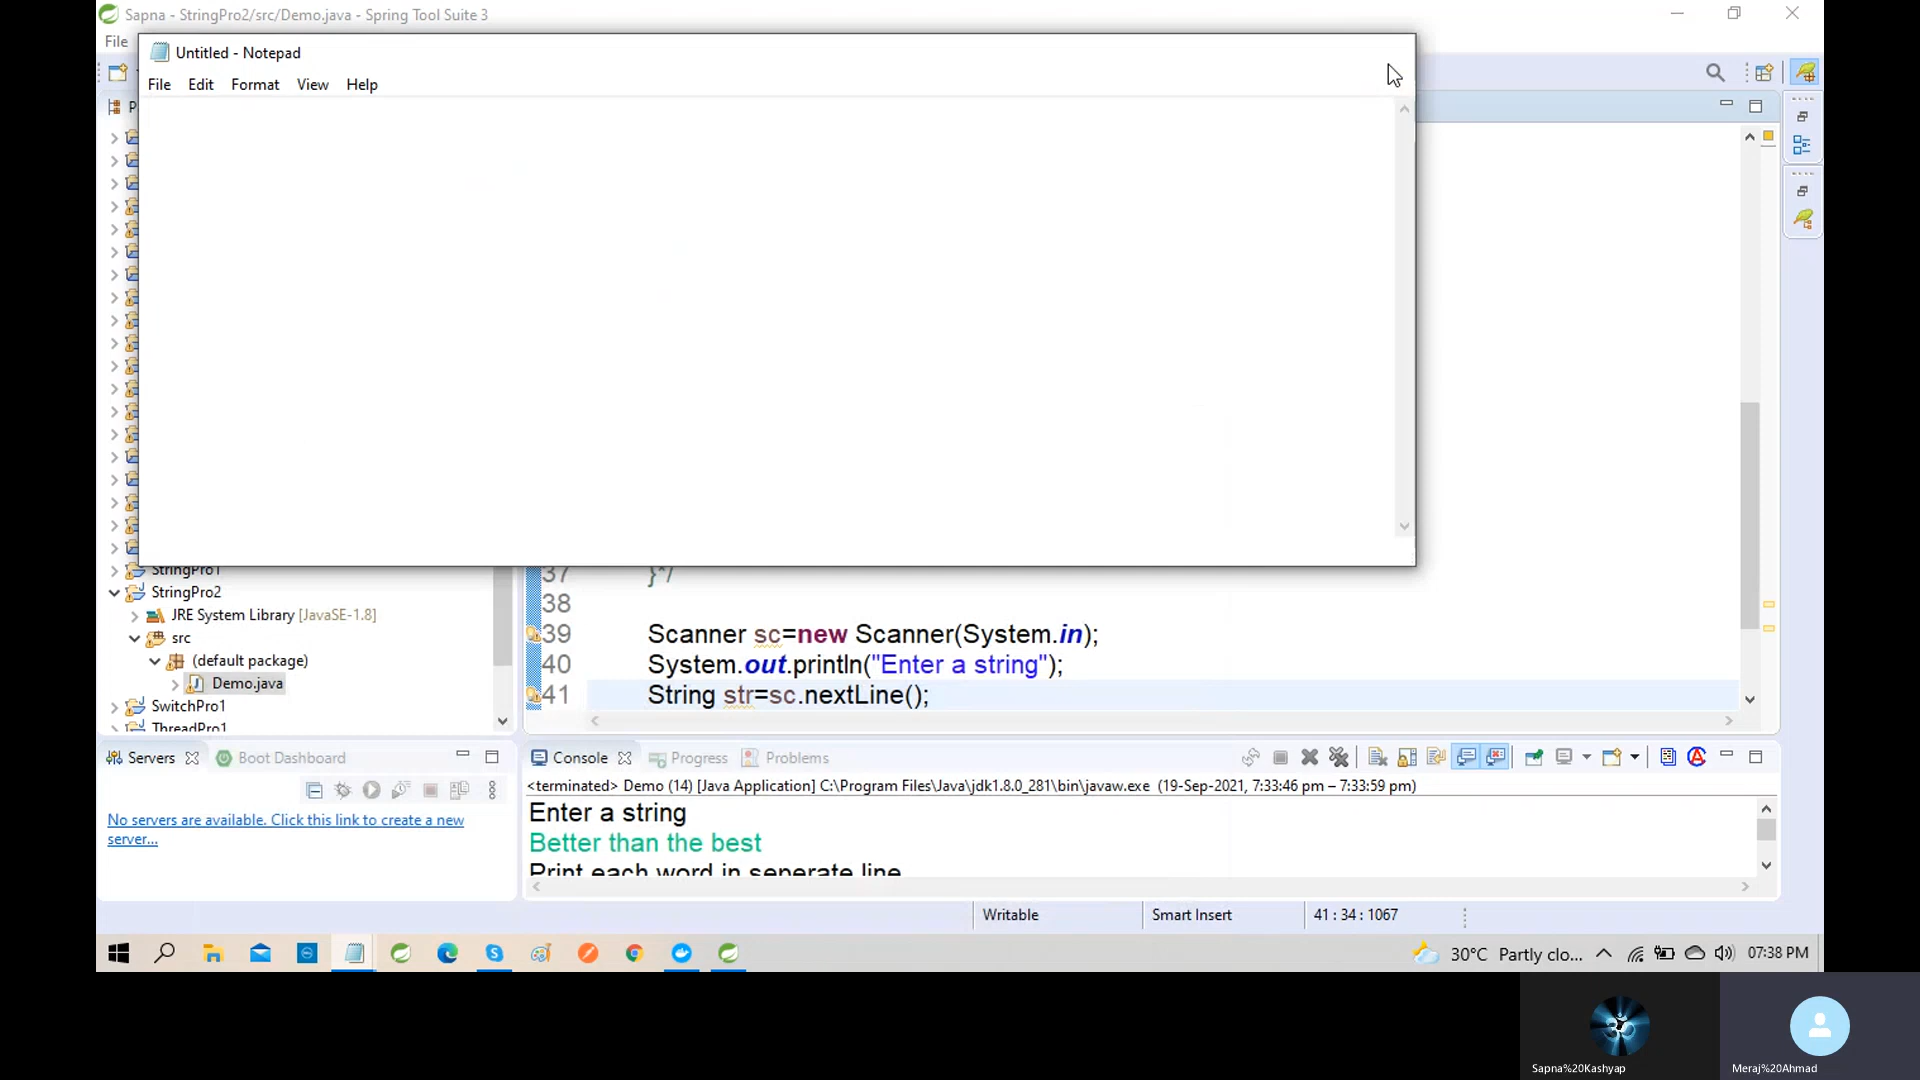 Sapna - StringPro2/src/Demo.java - Spring Tool Suite 3
File
Untitled - Notepad
File Edit Format View Help
P
StringPro1
StringPro2
JRE System Library [JavaSE-1.8]
src
(default package)
Demo.java
SwitchPro1
ThreadPro1
37 }*/
38
39 Scanner sc=new Scanner(System.in);
40 System.out.println("Enter a string");
41 String str=sc.nextLine();
Servers Boot Dashboard
No servers are available. Click this link to create a new
server...
Console Progress Problems
<terminated> Demo (14) [Java Application] C:\Program Files\Java\jdk1.8.0_281\bin\javaw.exe (19-Sep-2021, 7:33:46 pm – 7:33:59 pm)
Enter a string
Better than the best
Print each word in seperate line
Writable Smart Insert 41 : 34 : 1067
30°C Partly clo... 07:38 PM
Sapna%20Kashyap
Meraj%20Ahmad